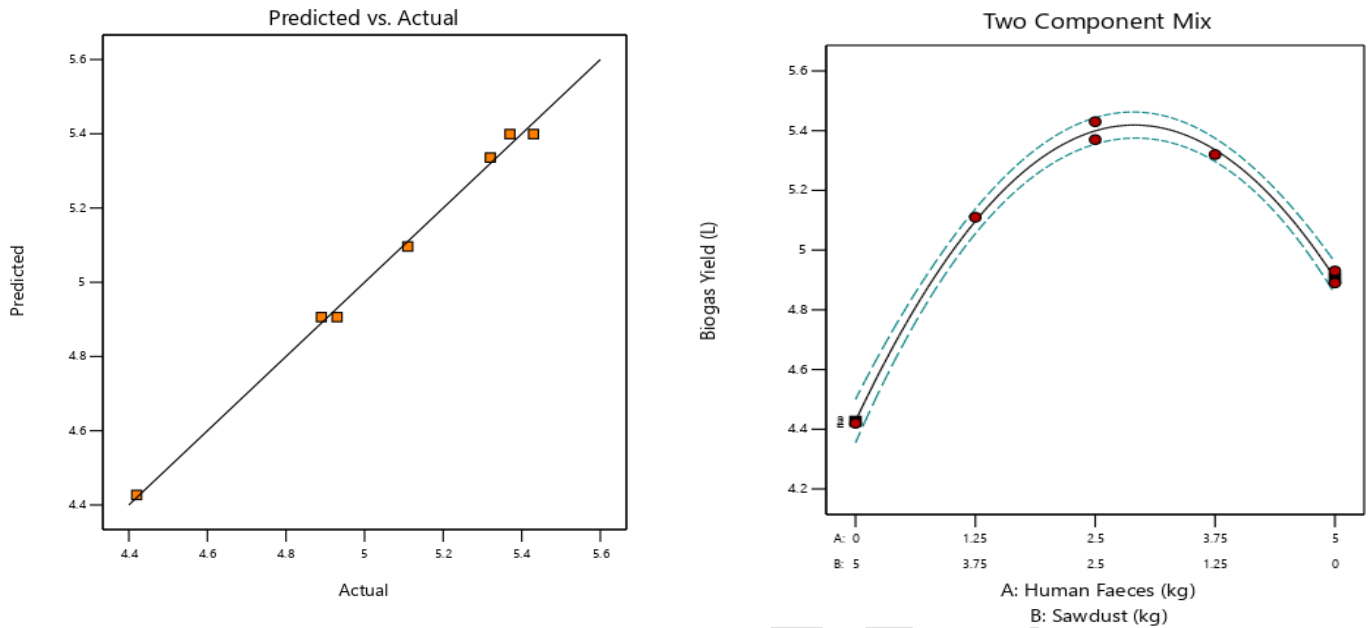 Predicted vs. Actual
5.6
5.4
5.2
5
4.8
4.6
4.4
Predicted
4.4 4.6 4.8 5 5.2 5.4 5.6
Actual
Two Component Mix
5.6
5.4
5.2
5
4.8
4.6
4.4
4.2
Biogas Yield (L)
A: 0 1.25 2.5 3.75 5
B: 5 3.75 2.5 1.25 0
A: Human Faeces (kg)
B: Sawdust (kg)